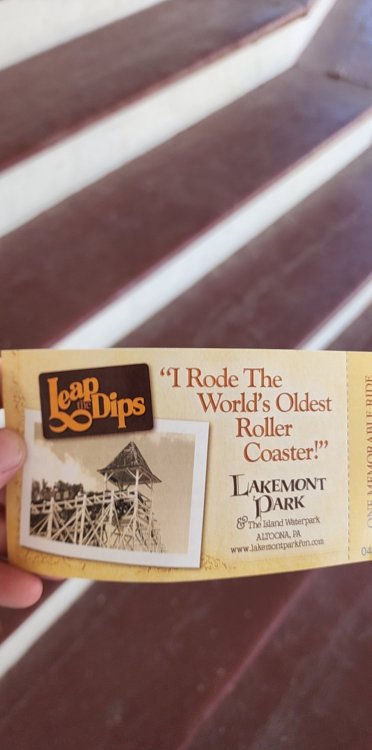 Leap
the
Dips
"I Rode The
World's Oldest
Roller
Coaster!"
LAKEMONT
PARK
& The Island Waterpark
ALTOONA, PA
www.lakemontparkfun.com
ONE MEMORABLE RIDE
04